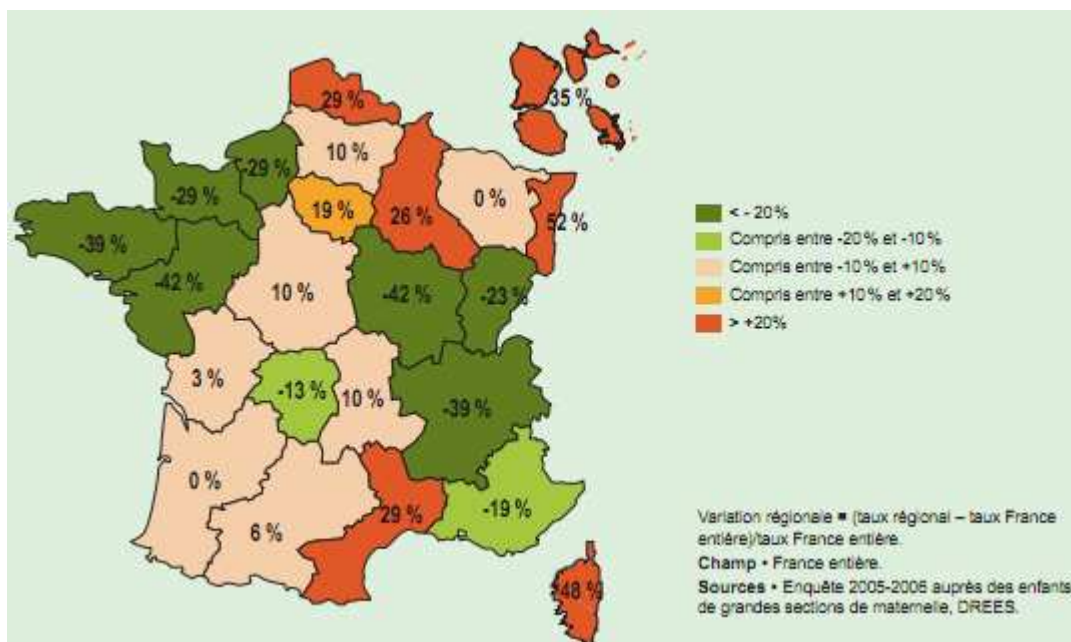 29 %
35 %
-29 %
10 %
-29 %
19 %
26 %
0 %
52 %
-39 %
-42 %
10 %
-42 %
-23 %
3 %
-13 %
10 %
-39 %
0 %
6 %
29 %
-19 %
48 %
< - 20%
Compris entre -20% et -10%
Compris entre -10% et +10%
Compris entre +10% et +20%
> +20%
Variation régionale = (taux régional – taux France
entière)/taux France entière.
Champ • France entière.
Sources • Enquête 2005-2006 auprès des enfants
de grandes sections de maternelle, DREES.